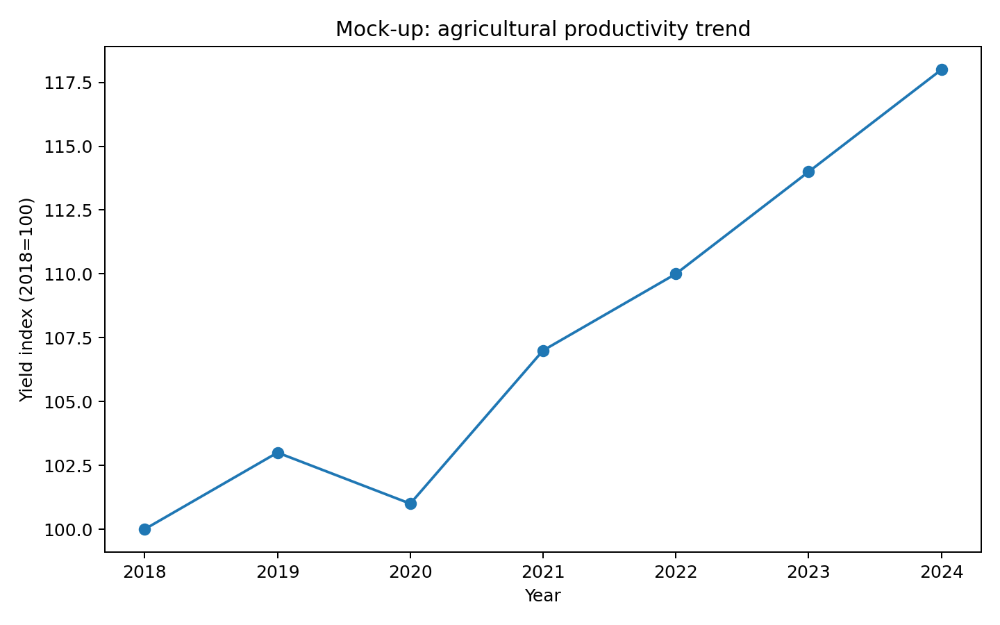 Mock-up: agricultural productivity trend
117.5
115.0
112.5
110.0
107.5
105.0
102.5
100.0
Yield index (2018=100)
2018 2019 2020 2021 2022 2023 2024
Year